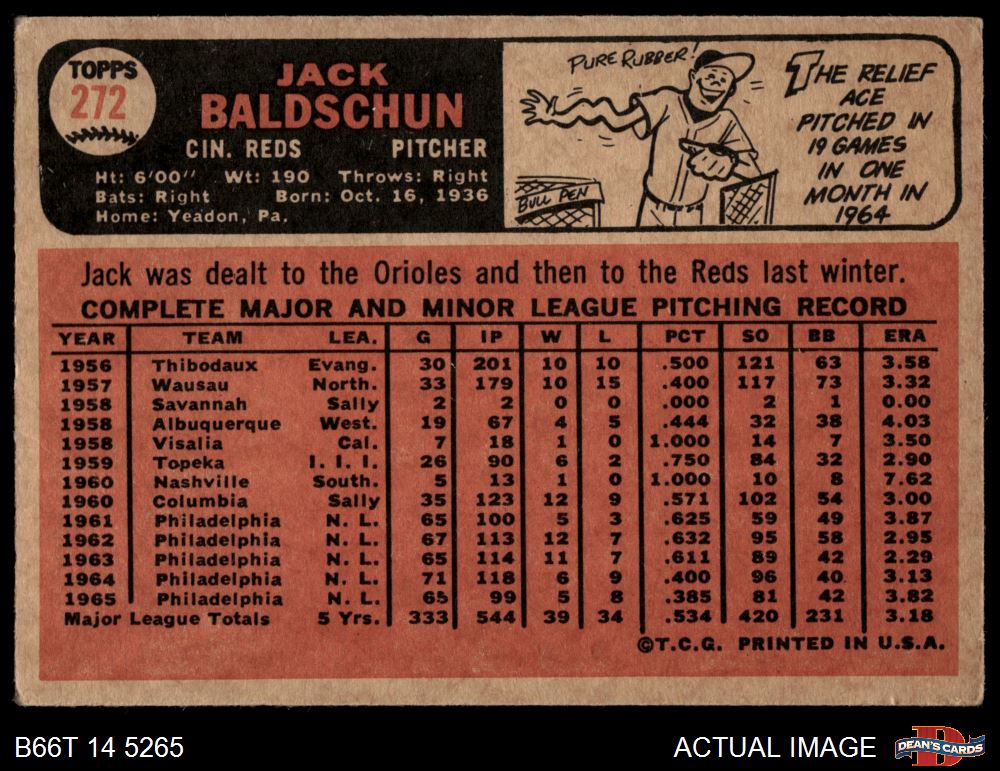 TOPPS
272
JACK
BALDSCHUN
CIN. REDS PITCHER
Ht: 6'00" Wt: 190 Throws: Right
Bats: Right Born: Oct. 16, 1936
Home: Yeadon, Pa.
PURE RUBBER!
BULL PEN
THE RELIEF
ACE
PITCHED IN
19 GAMES
IN ONE
MONTH IN
1964
Jack was dealt to the Orioles and then to the Reds last winter.
COMPLETE MAJOR AND MINOR LEAGUE PITCHING RECORD
YEAR TEAM LEA. G IP W L PCT SO BB ERA
1956 Thibodaux Evang. 30 201 10 10 .500 121 63 3.58
1957 Wausau North. 33 179 10 15 .400 117 73 3.32
1958 Savannah Sally 2 2 0 0 .000 2 1 0.00
1958 Albuquerque West. 19 67 4 5 .444 32 38 4.03
1958 Visalia Cal. 7 18 1 0 1.000 14 7 3.50
1959 Topeka I. I. I. 26 90 6 2 .750 84 32 2.90
1960 Nashville South. 5 13 1 0 1.000 10 8 7.62
1960 Columbia Sally 35 123 12 9 .571 102 54 3.00
1961 Philadelphia N. L. 65 100 5 3 .625 59 49 3.87
1962 Philadelphia N. L. 67 113 12 7 .632 95 58 2.95
1963 Philadelphia N. L. 65 114 11 7 .611 89 42 2.29
1964 Philadelphia N. L. 71 118 6 9 .400 96 40 3.13
1965 Philadelphia N. L. 65 99 5 8 .385 81 42 3.82
Major League Totals 5 Yrs. 333 544 39 34 .534 420 231 3.18
©T.C.G. PRINTED IN U.S.A.
B66T 14 5265
ACTUAL IMAGE
DEAN'S CARDS